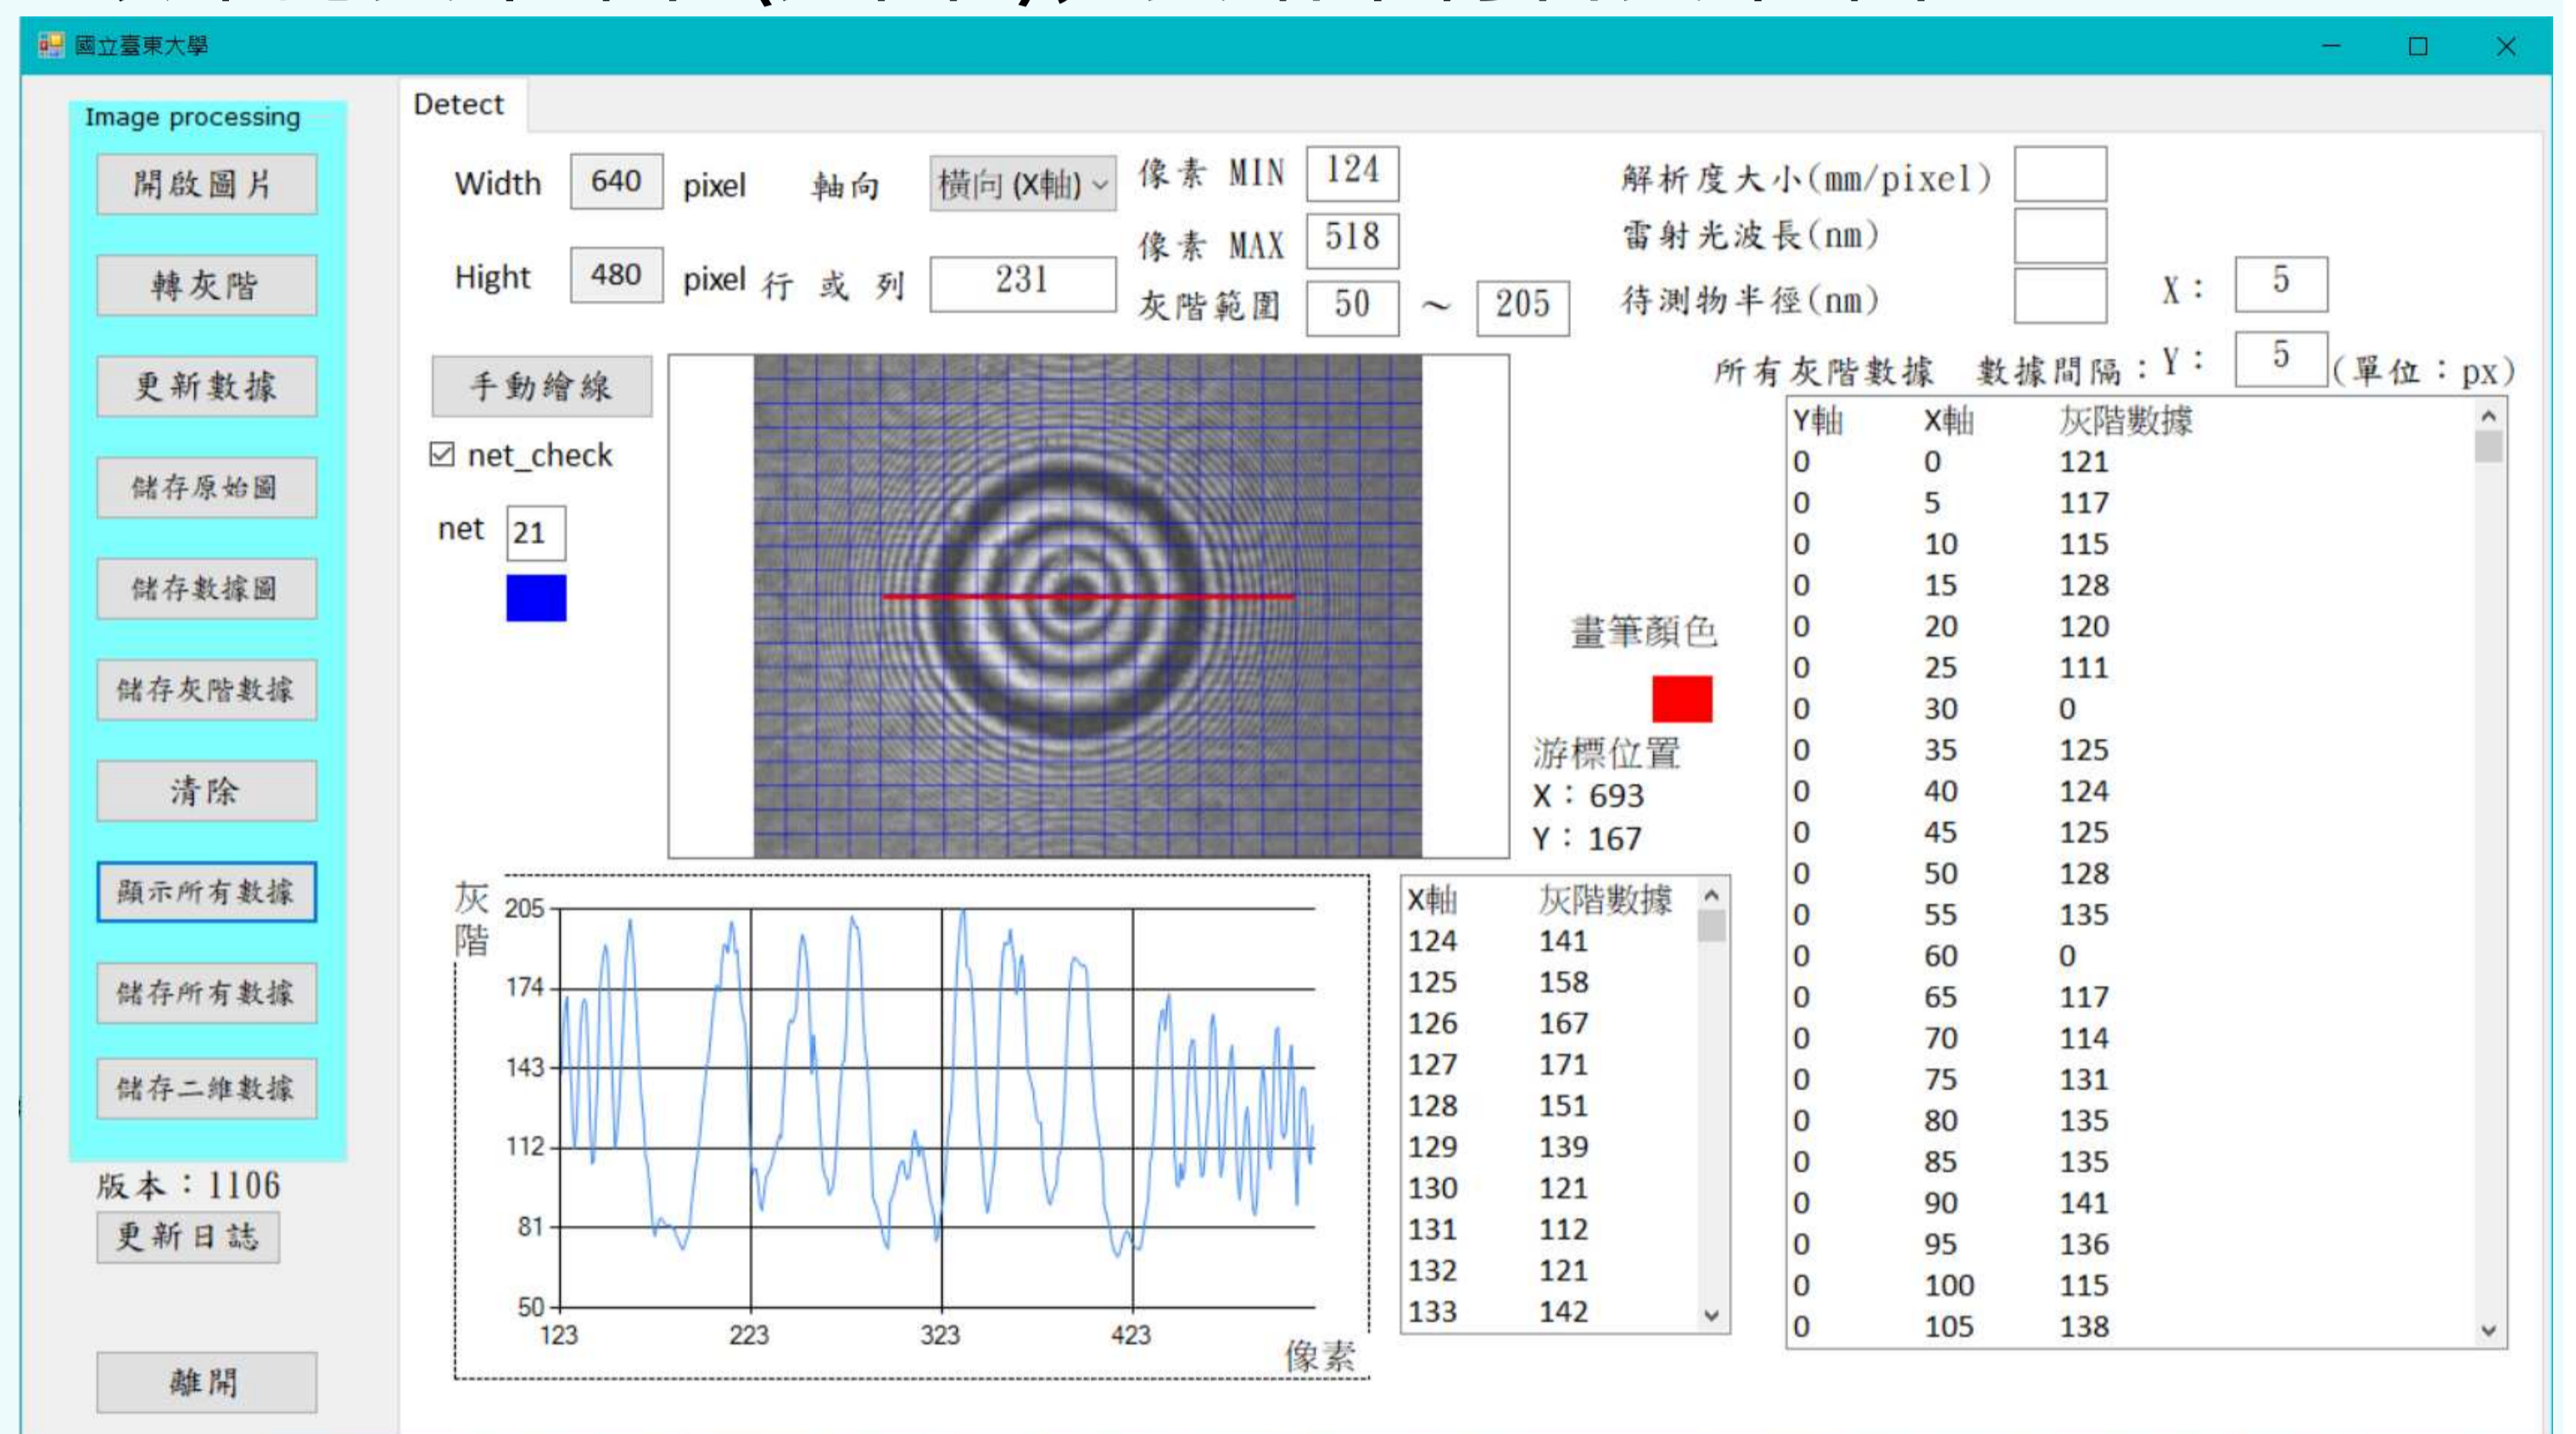 國立臺東大學
Image processing
開啟圖片
轉灰階
更新數據
儲存原始圖
儲存數據圖
儲存灰階數據
清除
顯示所有數據
儲存所有數據
儲存二維數據
版本：1106
更新日誌
離開
Detect
Width 640 pixel 軸向 橫向 (X軸) 像素 MIN 124
像素 MAX 518
Hight 480 pixel 行 或 列 231
灰階範圍 50 ～ 205
解析度大小(mm/pixel)
雷射光波長(nm)
待測物半徑(nm)
X： 5
所有灰階數據 數據間隔：Y： 5 (單位：px)
手動繪線
net_check
net 21
畫筆顏色
游標位置
X：693
Y：167
Y軸 X軸 灰階數據
0 0 121
0 5 117
0 10 115
0 15 128
0 20 120
0 25 111
0 30 0
0 35 125
0 40 124
0 45 125
0 50 128
0 55 135
0 60 0
0 65 117
0 70 114
0 75 131
0 80 135
0 85 135
0 90 141
0 95 136
0 100 115
0 105 138
灰階
205
174
143
112
81
50
123 223 323 423
像素
X軸 灰階數據
124 141
125 158
126 167
127 171
128 151
129 139
130 121
131 112
132 121
133 142